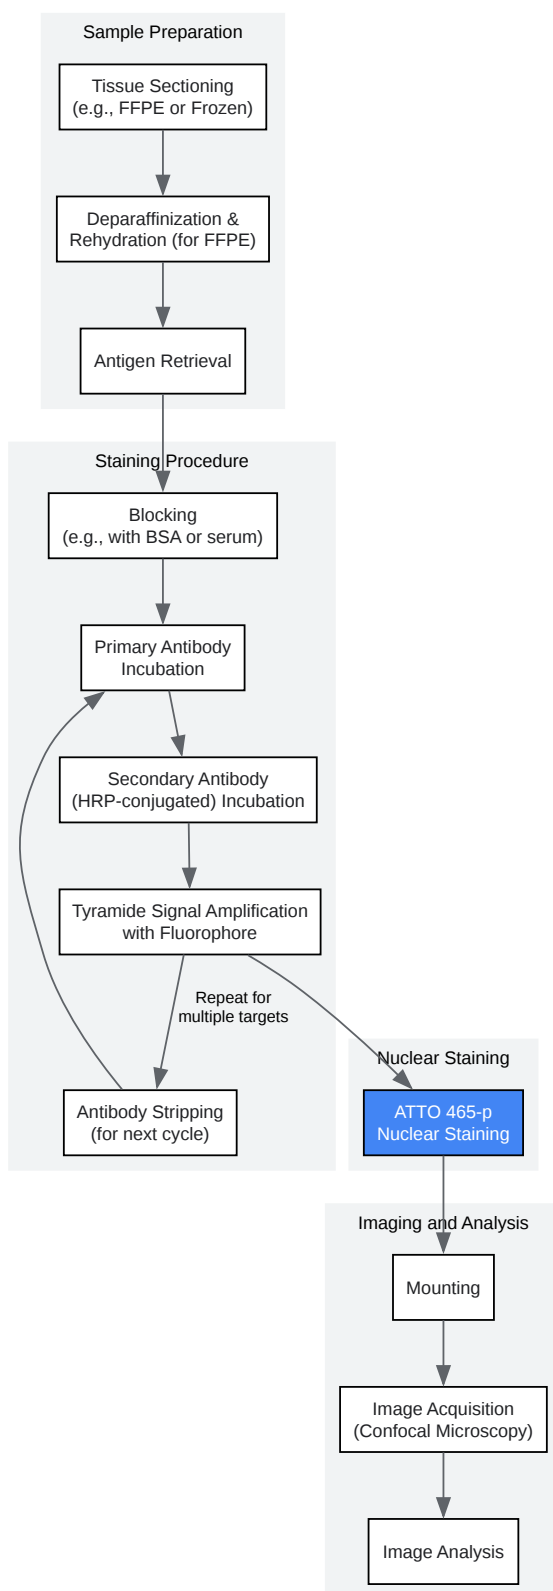 Sample Preparation
Tissue Sectioning
(e.g., FFPE or Frozen)
Deparaffinization &
Rehydration (for FFPE)
Antigen Retrieval
Staining Procedure
Blocking
(e.g., with BSA or serum)
Primary Antibody
Incubation
Secondary Antibody
(HRP-conjugated) Incubation
Tyramide Signal Amplification
with Fluorophore
Repeat for
multiple targets
Antibody Stripping
(for next cycle)
Nuclear Staining
ATTO 465-p
Nuclear Staining
Imaging and Analysis
Mounting
Image Acquisition
(Confocal Microscopy)
Image Analysis